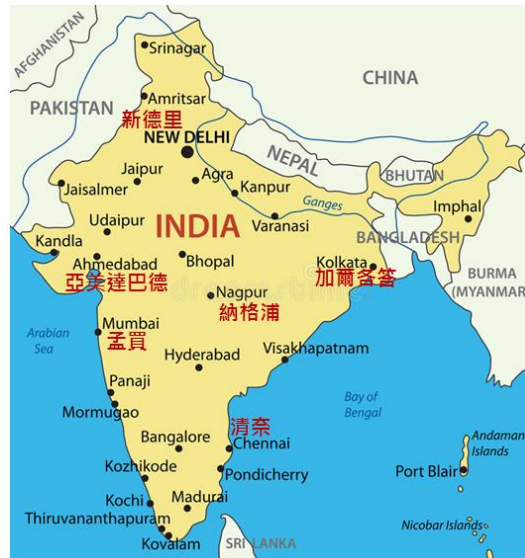 AFGHANISTAN
Srinagar
CHINA
PAKISTAN
Amritsar
新德里
NEW DELHI
NEPAL
BHUTAN
Jaipur
Agra
Kanpur
Jaisalmer
Ganges
Imphal
Udaipur
INDIA
Varanasi
BANGLADESH
Kandla
Ahmedabad
Bhopal
Kolkata
亞美達巴德
加爾各答
BURMA
(MYANMAR)
Nagpur
納格浦
Arabian
Sea
Mumbai
孟買
Hyderabad
Visakhapatnam
Panaji
Mormugao
Bay of
Bengal
清奈
Bangalore
Chennai
Andaman
Islands
Kozhikode
Pondicherry
Port Blair
Kochi
Madurai
Thiruvananthapuram
Nicobar Islands
Kovalam
SRI LANKA